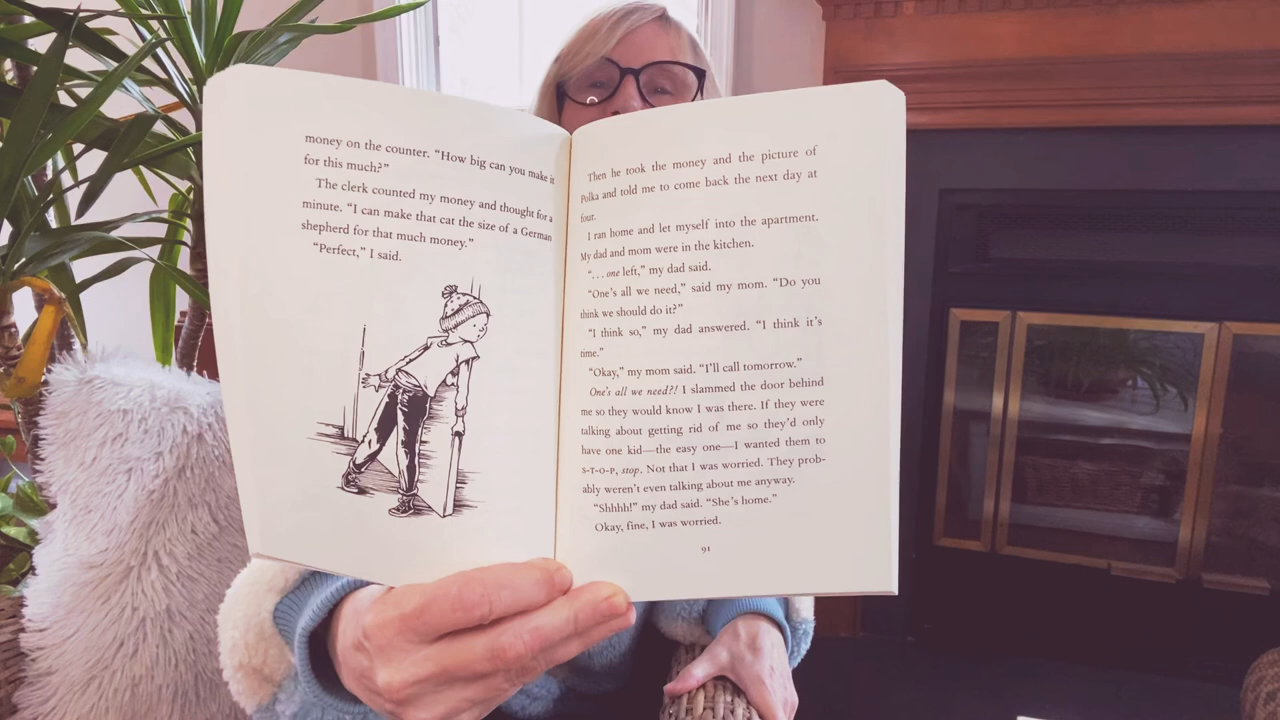 money on the counter. “How big can you make it
for this much?”
The clerk counted my money and thought for a
minute. “I can make that cat the size of a German
shepherd for that much money.”
“Perfect,” I said.
Then he took the money and the picture of
Polka and told me to come back the next day at
four.
I ran home and let myself into the apartment.
My dad and mom were in the kitchen.
“. . . one left,” my dad said.
“One’s all we need,” said my mom. “Do you
think we should do it?”
“I think so,” my dad answered. “I think it’s
time.”
“Okay,” my mom said. “I’ll call tomorrow.”
One’s all we need?! I slammed the door behind
me so they would know I was there. If they were
talking about getting rid of me so they’d only
have one kid—the easy one—I wanted them to
S-T-O-P, stop. Not that I was worried. They prob-
ably weren’t even talking about me anyway.
“Shhhh!” my dad said. “She’s home.”
Okay, fine, I was worried.
91